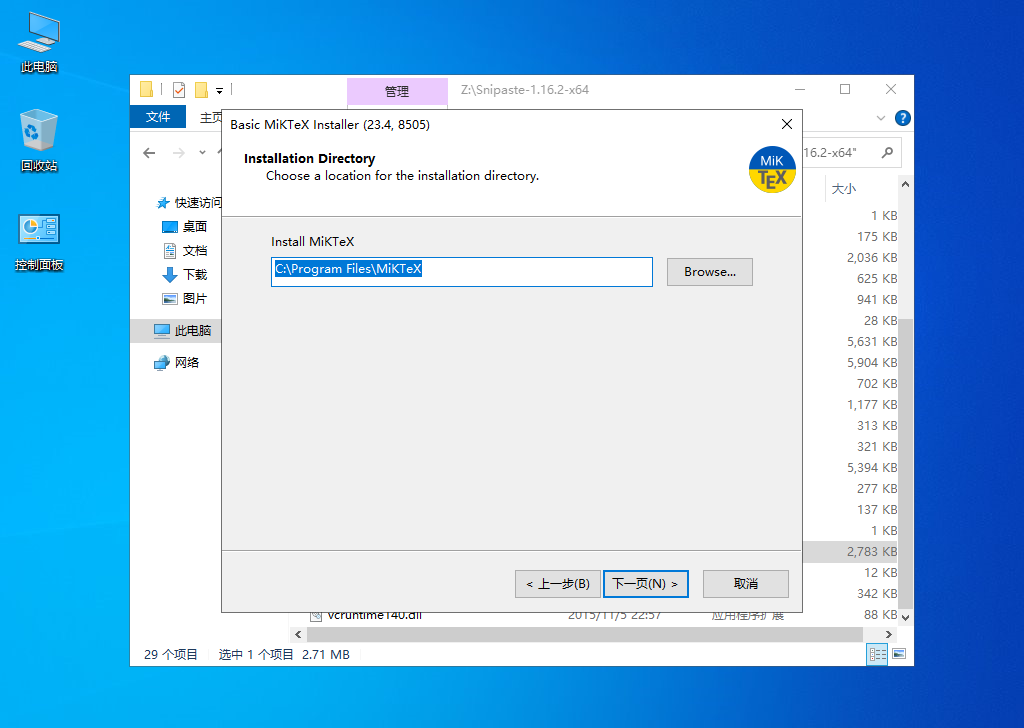 此电脑
回收站
控制面板
管理
Z:\Snipaste-1.16.2-x64
文件
Basic MiKTeX Installer (23.4, 8505)
Installation Directory
Choose a location for the installation directory.
MiK
TEX
16.2-x64"
快速访问
桌面
文档
下载
图片
此电脑
网络
Install MiKTeX
C:\Program Files\MiKTeX
Browse...
大小
1 KB
175 KB
2,036 KB
625 KB
941 KB
28 KB
5,631 KB
5,904 KB
702 KB
1,177 KB
313 KB
321 KB
5,394 KB
277 KB
137 KB
1 KB
2,783 KB
12 KB
342 KB
< 上一步(B)
下一页(N) >
取消
vcruntime140.dll 2015/11/5 22:57 应用程序扩展 88 KB
29 个项目 选中 1 个项目 2.71 MB